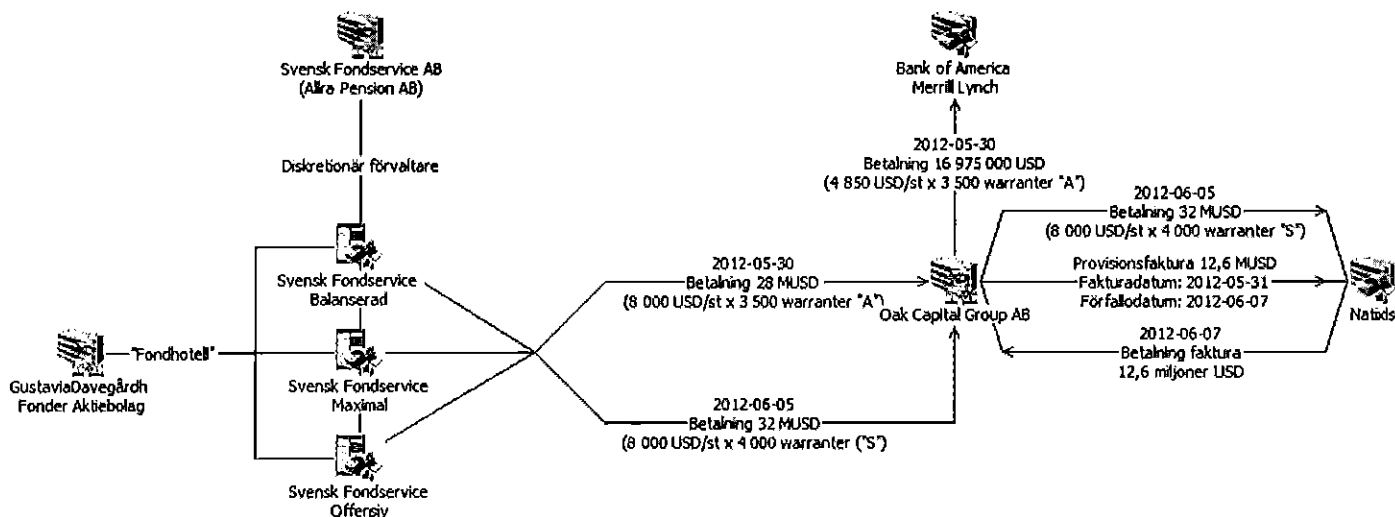 Svensk Fondservice AB
(Allra Pension AB)
Diskretionär förvaltare
Svensk Fondservice
Balanserad
"Fondhotell"
GustaviaDavegårdh
Fonder Aktiebolag
Svensk Fondservice
Maximal
Svensk Fondservice
Offensiv
2012-05-30
Betalning 28 MUSD
(8 000 USD/st x 3 500 warranter "A")
2012-06-05
Betalning 32 MUSD
(8 000 USD/st x 4 000 warranter ("S")
Bank of America
Merrill Lynch
2012-05-30
Betalning 16 975 000 USD
(4 850 USD/st x 3 500 warranter "A")
Oak Capital Group AB
2012-06-05
Betalning 32 MUSD
(8 000 USD/st x 4 000 warranter "S")
Provisionsfaktura 12,6 MUSD
Fakturadatum: 2012-05-31
Förfallodatum: 2012-06-07
2012-06-07
Betalning faktura
12,6 miljoner USD
Natixis